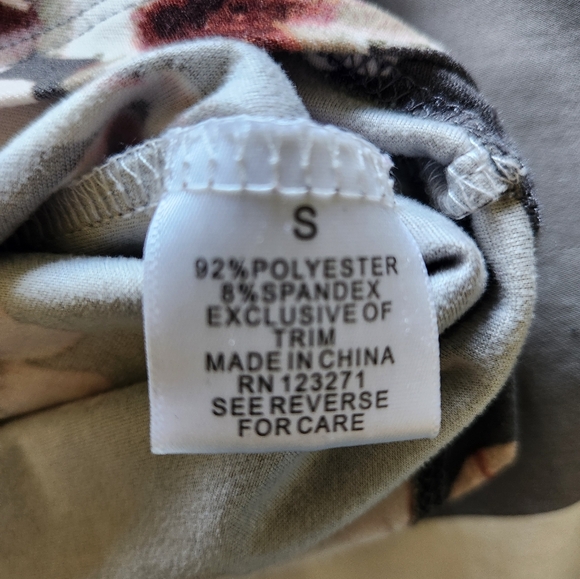 S
92%POLYESTER
8%SPANDEX
EXCLUSIVE OF
TRIM
MADE IN CHINA
RN 123271
SEE REVERSE
FOR CARE